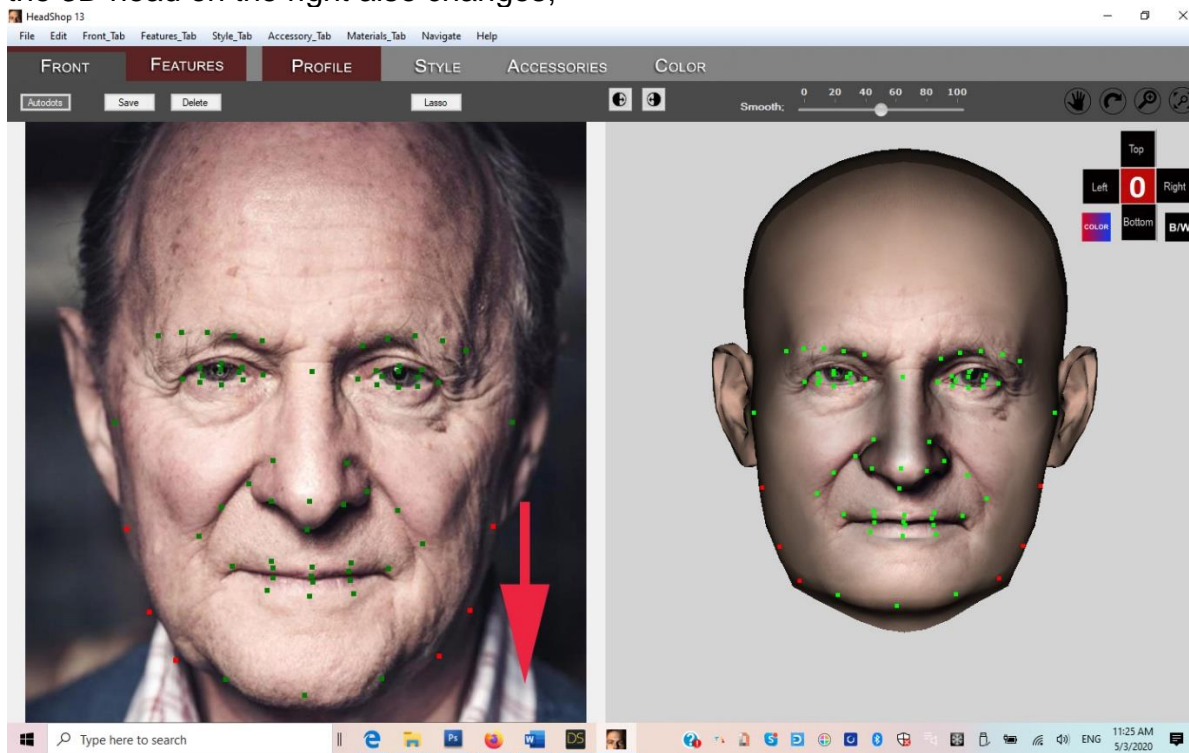 the 3D head on the right also changes,
HeadShop 13
File Edit Front_Tab Features_Tab Style_Tab Accessory_Tab Materials_Tab Navigate Help
FRONT FEATURES PROFILE STYLE ACCESSORIES COLOR
Autodots Save Delete Lasso Smooth; 0 20 40 60 80 100
Top
Left 0 Right
COLOR Bottom B/W
Type here to search Ps W DS ENG 11:25 AM
5/3/2020